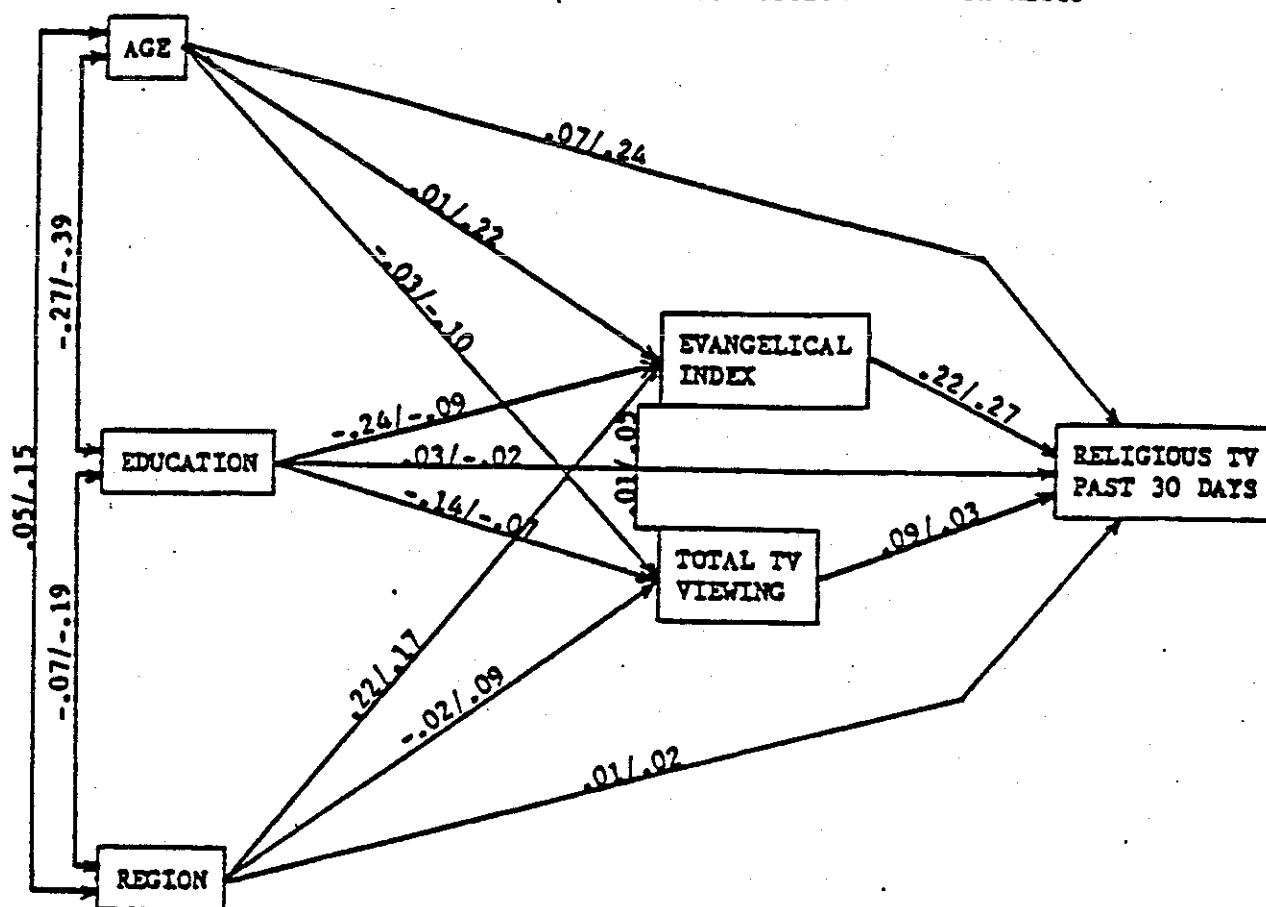 AGE
.07/.24
.01/.22
-.03/-.10
-.27/-.39
EVANGELICAL
INDEX
.22/.27
-.24/-.09
.03/-.02
EDUCATION
RELIGIOUS TV
PAST 30 DAYS
.05/.15
TOTAL TV
VIEWING
.09/.03
-.07/-.19
.22/.17
-.02/.09
.01/.02
REGION